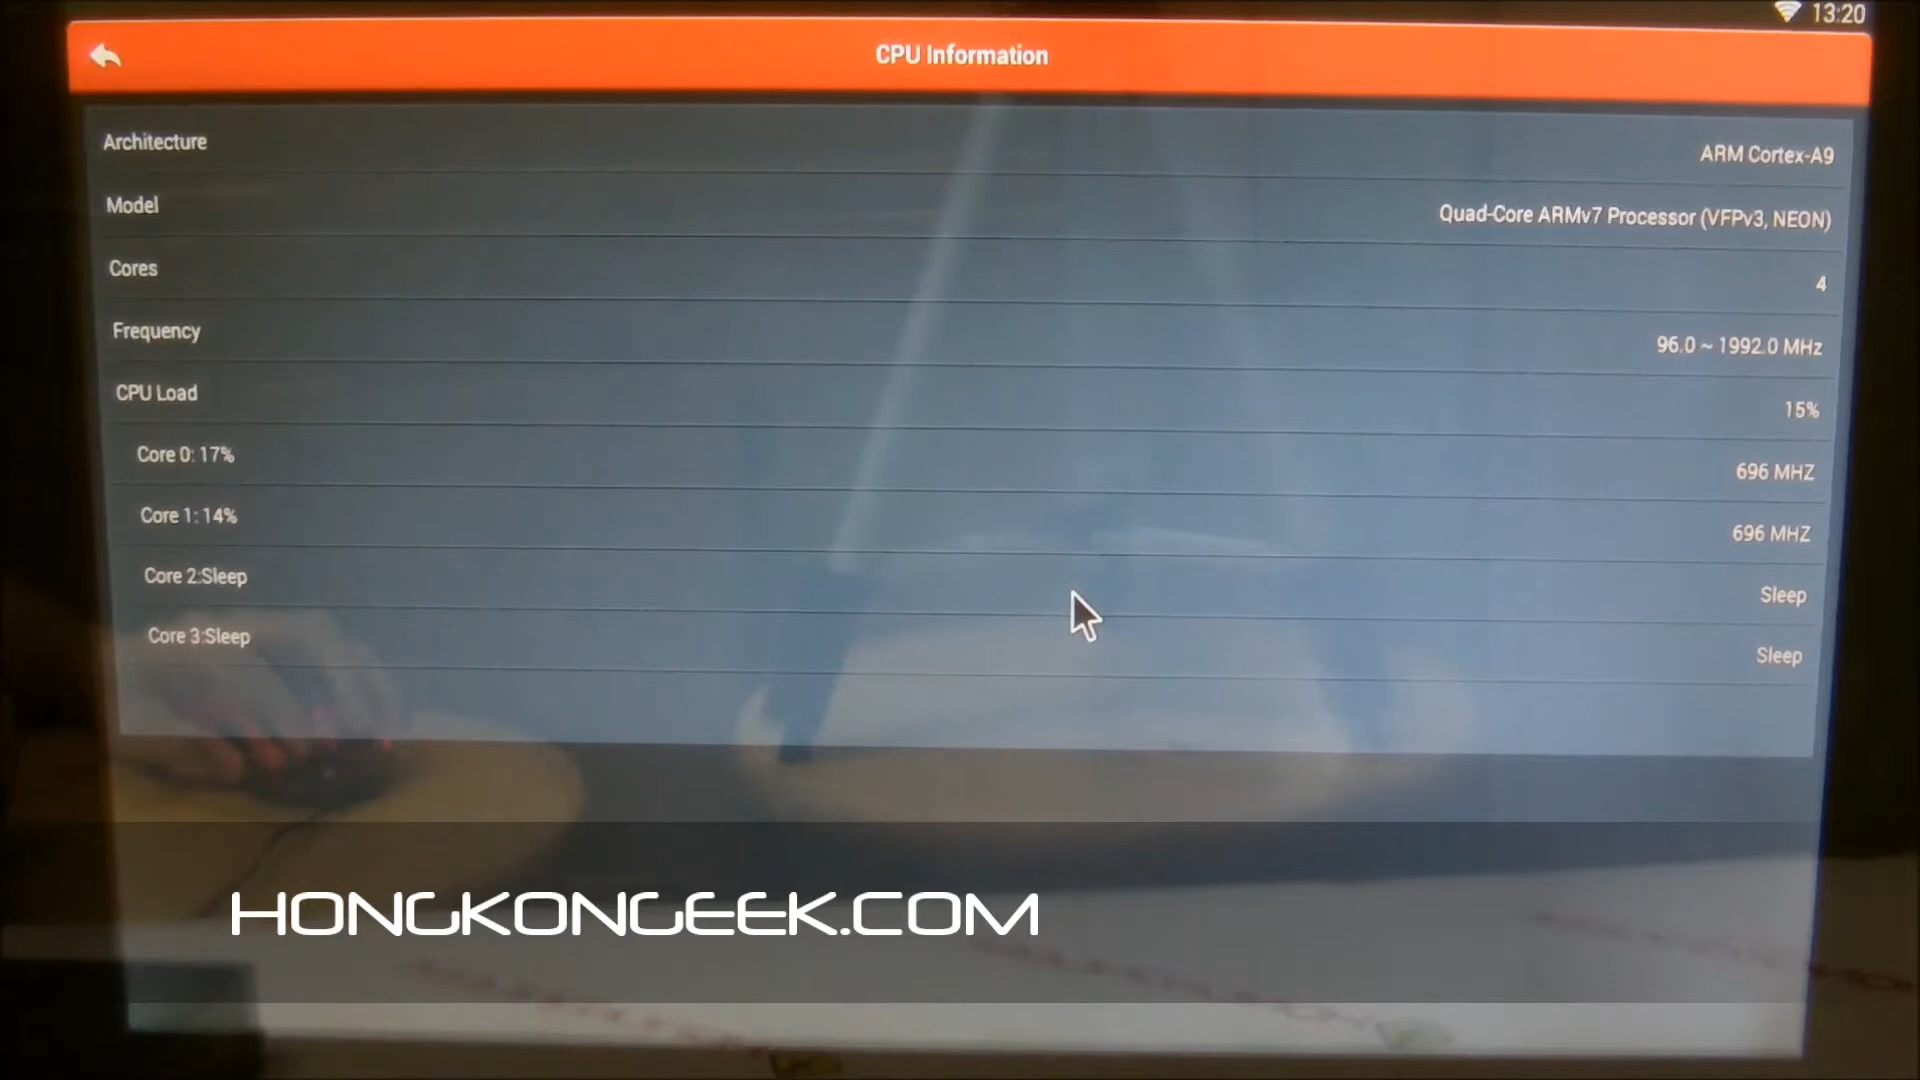 13:20
CPU Information
Architecture ARM Cortex-A9
Model Quad-Core ARMv7 Processor (VFPv3, NEON)
Cores 4
Frequency 96.0 ~ 1992.0 MHz
CPU Load 15%
Core 0: 17% 696 MHZ
Core 1: 14% 696 MHZ
Core 2:Sleep Sleep
Core 3:Sleep Sleep
HONGKONGEEK.COM